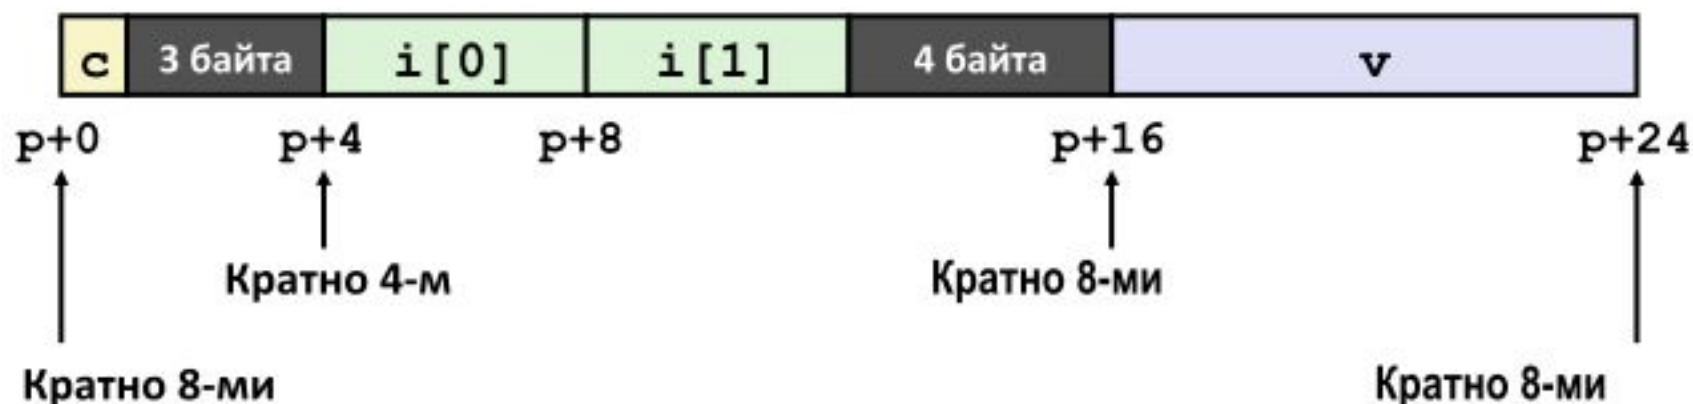 c 3 байта i[0] i[1] 4 байта v
p+0 p+4 p+8 p+16 p+24
Кратно 4-м Кратно 8-ми
Кратно 8-ми Кратно 8-ми